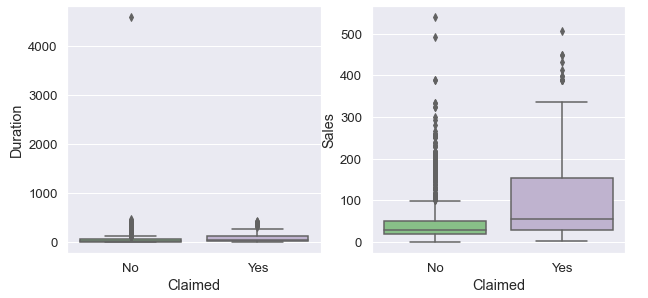 Duration
4000
3000
2000
1000
0
No
Yes
Claimed
Sales
500
400
300
200
100
0
No
Yes
Claimed